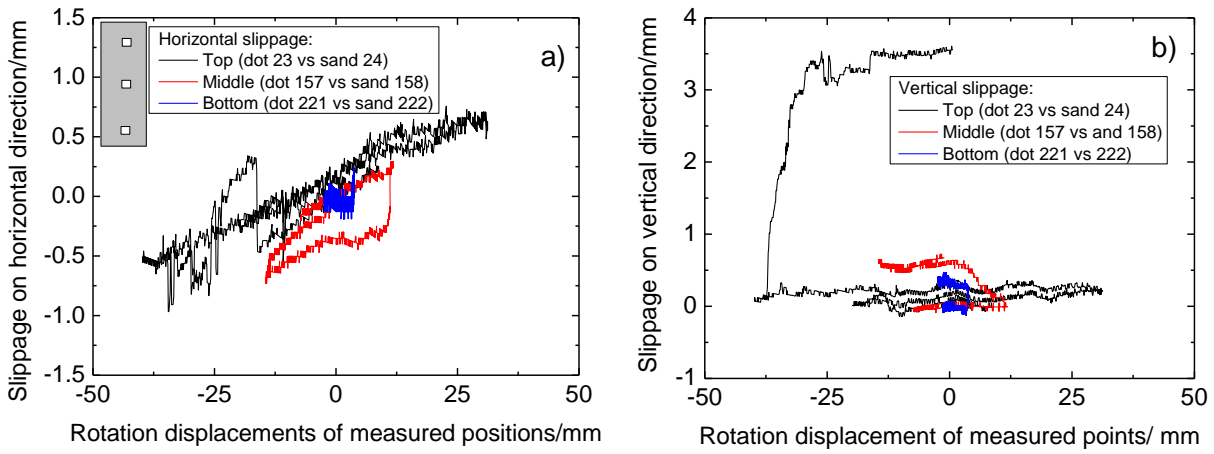 Slippage on horizontal direction/mm
1.5
1.0
0.5
0.0
-0.5
-1.0
-1.5
Horizontal slippage:
Top (dot 23 vs sand 24)
Middle (dot 157 vs sand 158)
Bottom (dot 221 vs sand 222)
a)
-50
-25
0
25
50
Rotation displacements of measured positions/mm
Slippage on vertical direction/mm
4
3
2
1
0
-1
b)
Vertical slippage:
Top (dot 23 vs sand 24)
Middle (dot 157 vs and 158)
Bottom (dot 221 vs 222)
-50
-25
0
25
50
Rotation displacement of measured points/ mm